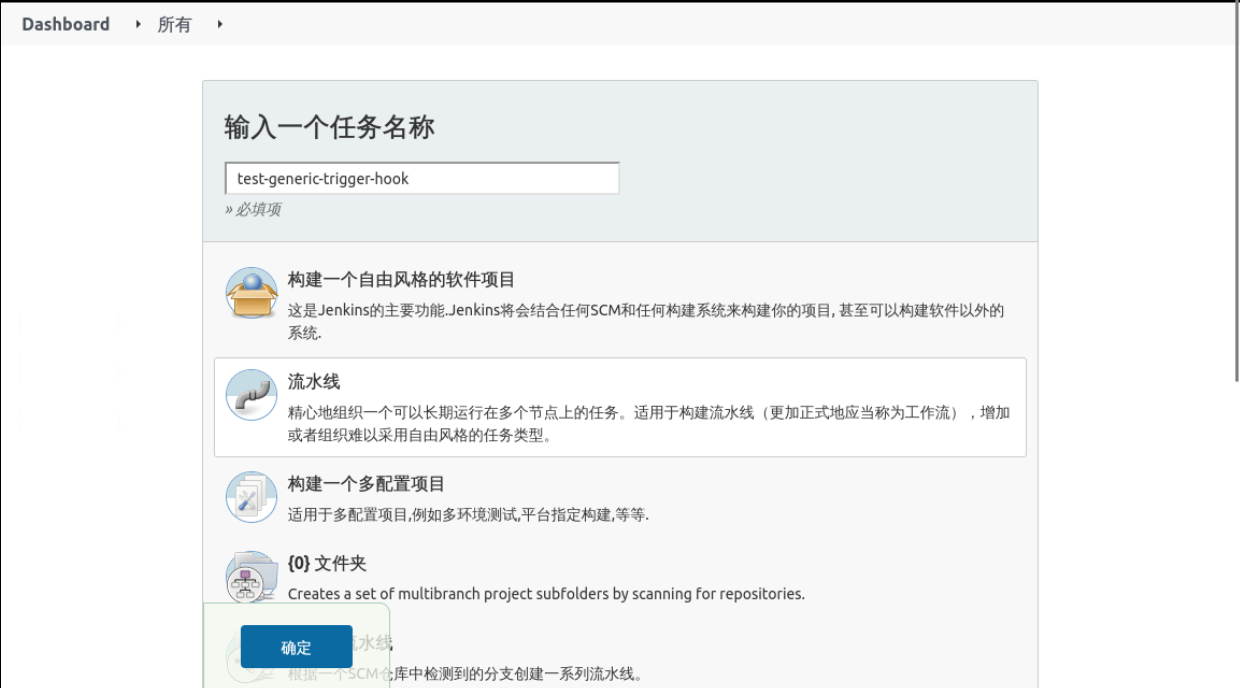 Dashboard 所有
输入一个任务名称
test-generic-trigger-hook
» 必填项
构建一个自由风格的软件项目
这是Jenkins的主要功能.Jenkins将会结合任何SCM和任何构建系统来构建你的项目, 甚至可以构建软件以外的
系统.
流水线
精心地组织一个可以长期运行在多个节点上的任务。适用于构建流水线（更加正式地应当称为工作流），增加
或者组织难以采用自由风格的任务类型。
构建一个多配置项目
适用于多配置项目,例如多环境测试,平台指定构建,等等.
{0} 文件夹
Creates a set of multibranch project subfolders by scanning for repositories.
确定 流水线
根据一个SCM仓库中检测到的分支创建一系列流水线。